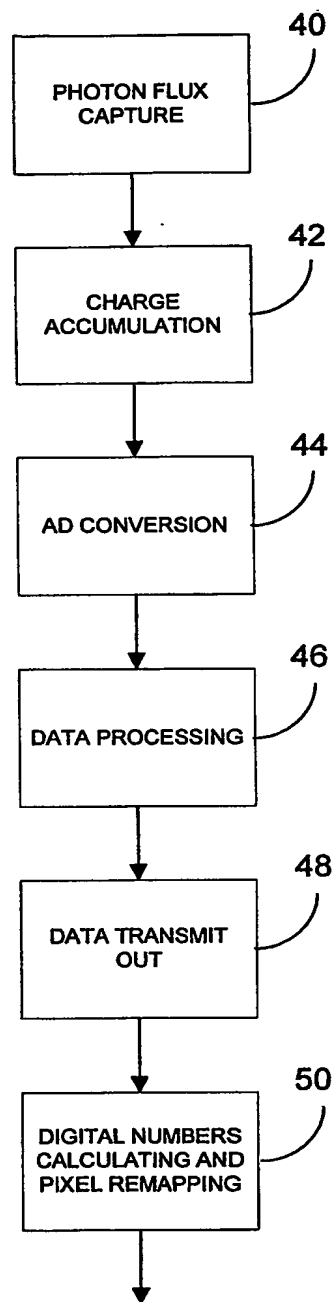 40
PHOTON FLUX
CAPTURE
42
CHARGE
ACCUMULATION
44
AD CONVERSION
46
DATA PROCESSING
48
DATA TRANSMIT
OUT
50
DIGITAL NUMBERS
CALCULATING AND
PIXEL REMAPPING